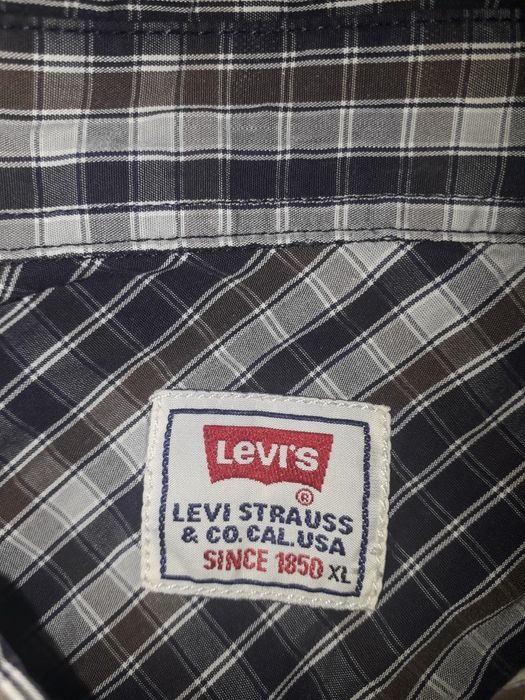 LEVI'S
®
LEVI STRAUSS
& CO. CAL. USA
SINCE 1850 XL